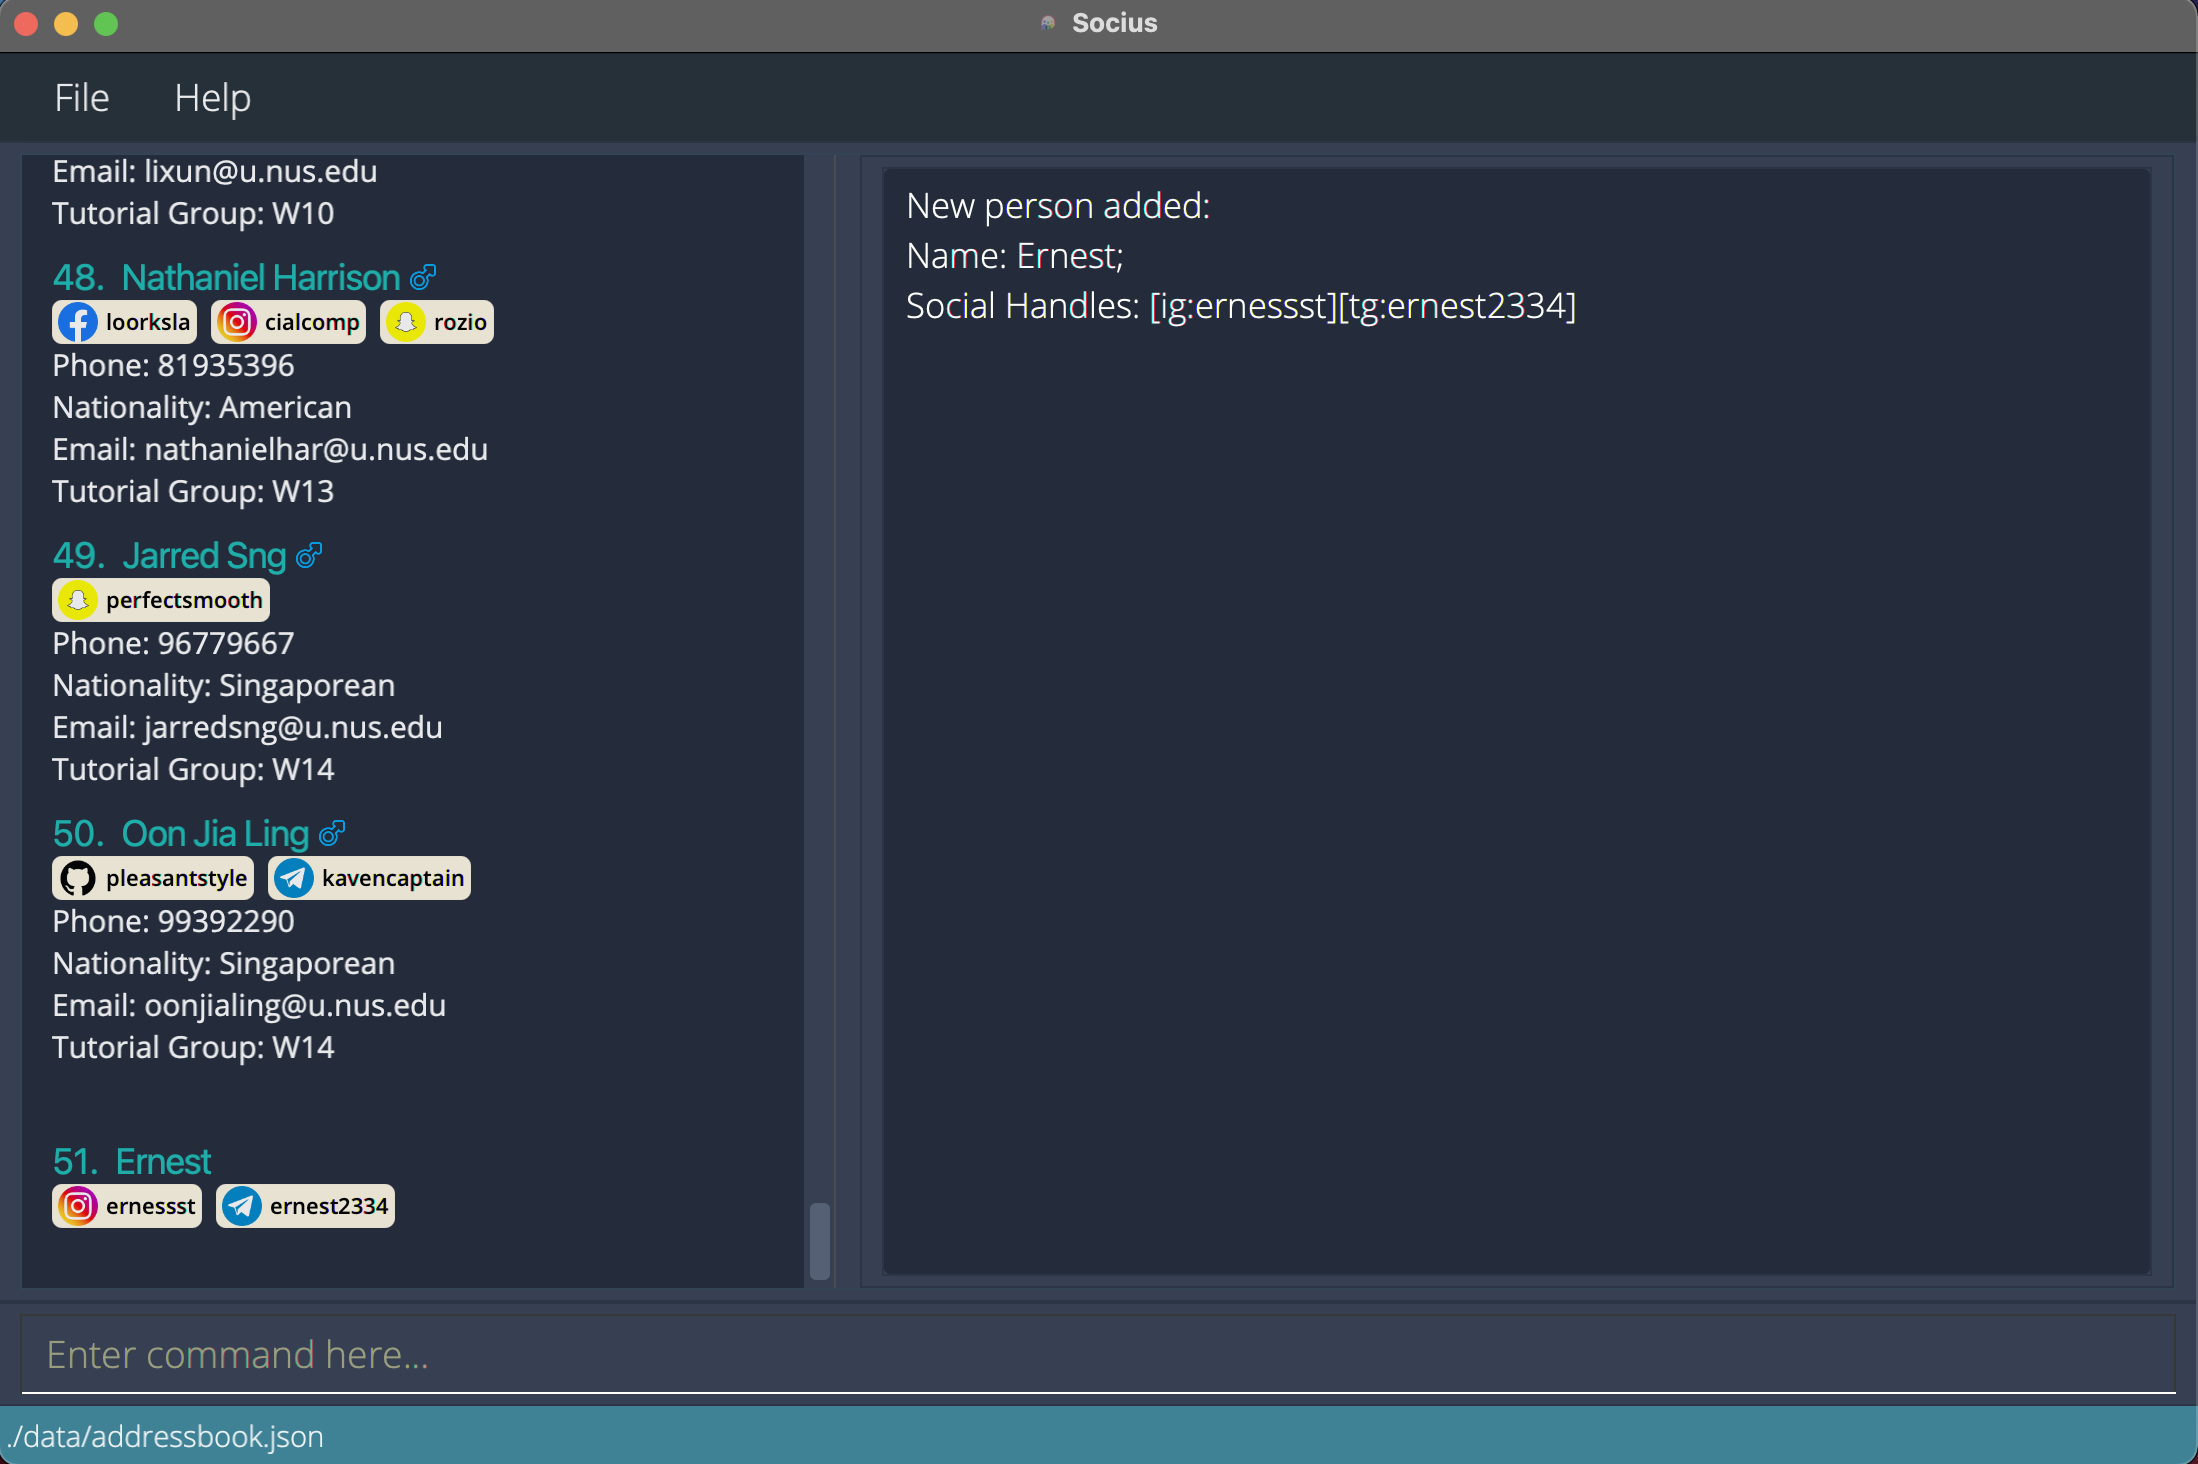 Socius
File Help
Email: lixun@u.nus.edu
Tutorial Group: W10
48. Nathaniel Harrison
loorksla cialcomp rozio
Phone: 81935396
Nationality: American
Email: nathanielhar@u.nus.edu
Tutorial Group: W13
49. Jarred Sng
perfectsmooth
Phone: 96779667
Nationality: Singaporean
Email: jarredsng@u.nus.edu
Tutorial Group: W14
50. Oon Jia Ling
pleasantstyle kavencaptain
Phone: 99392290
Nationality: Singaporean
Email: oonjialing@u.nus.edu
Tutorial Group: W14
51. Ernest
ernessst ernest2334
New person added:
Name: Ernest;
Social Handles: [ig:ernessst][tg:ernest2334]
Enter command here...
./data/addressbook.json